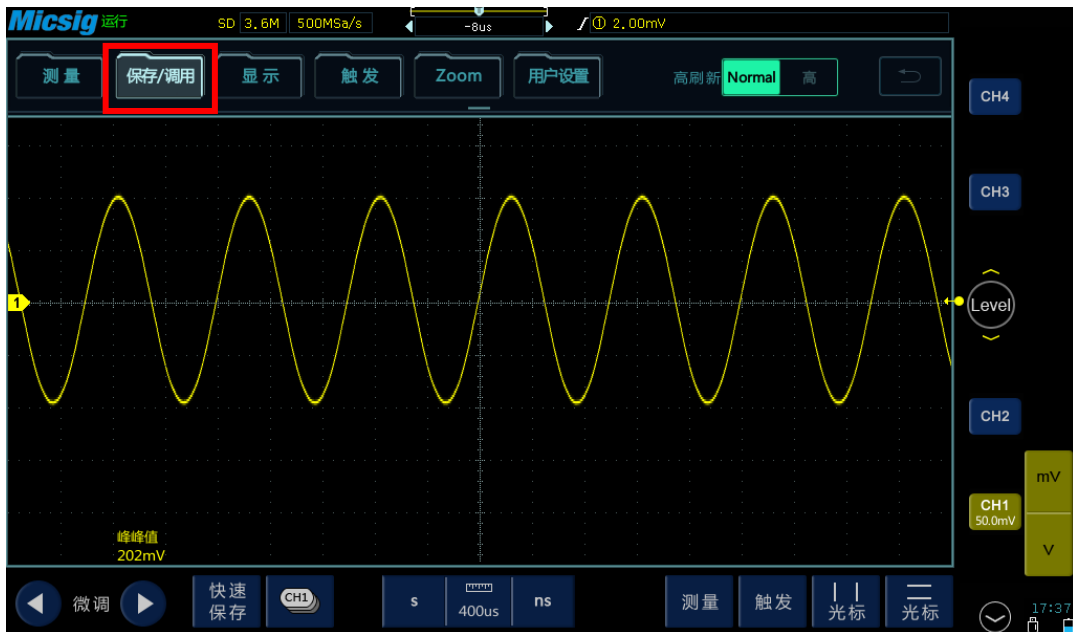 Micsig 运行 SD 3.6M 500MSa/s T -8us ① 2.00mV
测量 保存/调用 显示 触发 Zoom 用户设置 高刷新 Normal 高
CH4
CH3
1
Level
CH2
mV
CH1
50.0mV
V
峰峰值
202mV
微调 快速保存 CH1 s 400us ns 测量 触发 光标 光标
17:37